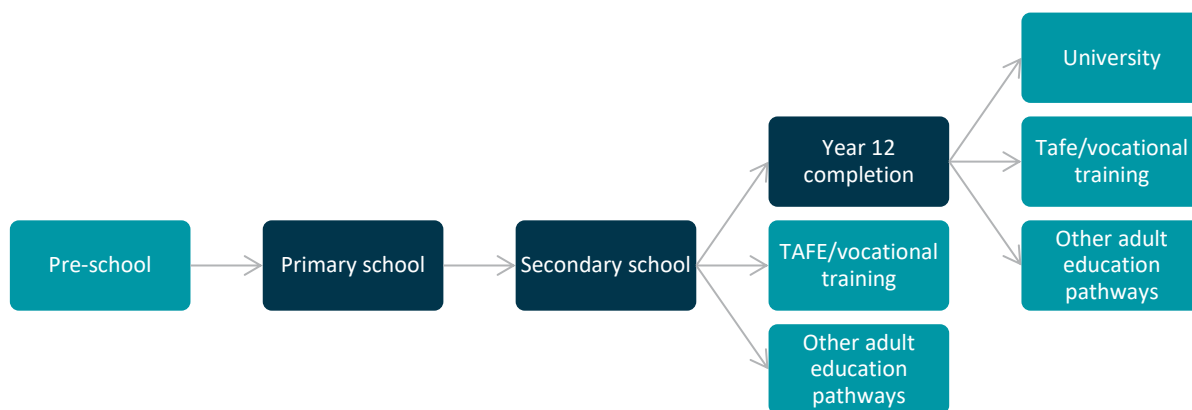 Pre-school
Primary school
Secondary school
Year 12
completion
TAFE/vocational
training
Other adult
education
pathways
University
Tafe/vocational
training
Other adult
education
pathways